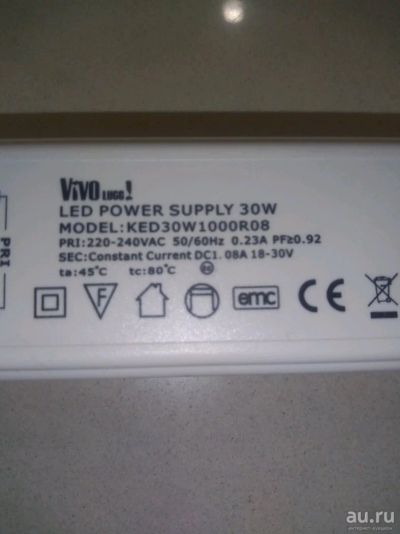 ViVO LUGG!
LED POWER SUPPLY 30W
MODEL:KED30W1000R08
PRI:220-240VAC 50/60Hz 0.23A PF≥0.92
SEC:Constant Current DC1.08A 18-30V
ta:45℃ tc:80℃
PRI
F
emc
CE
au.ru